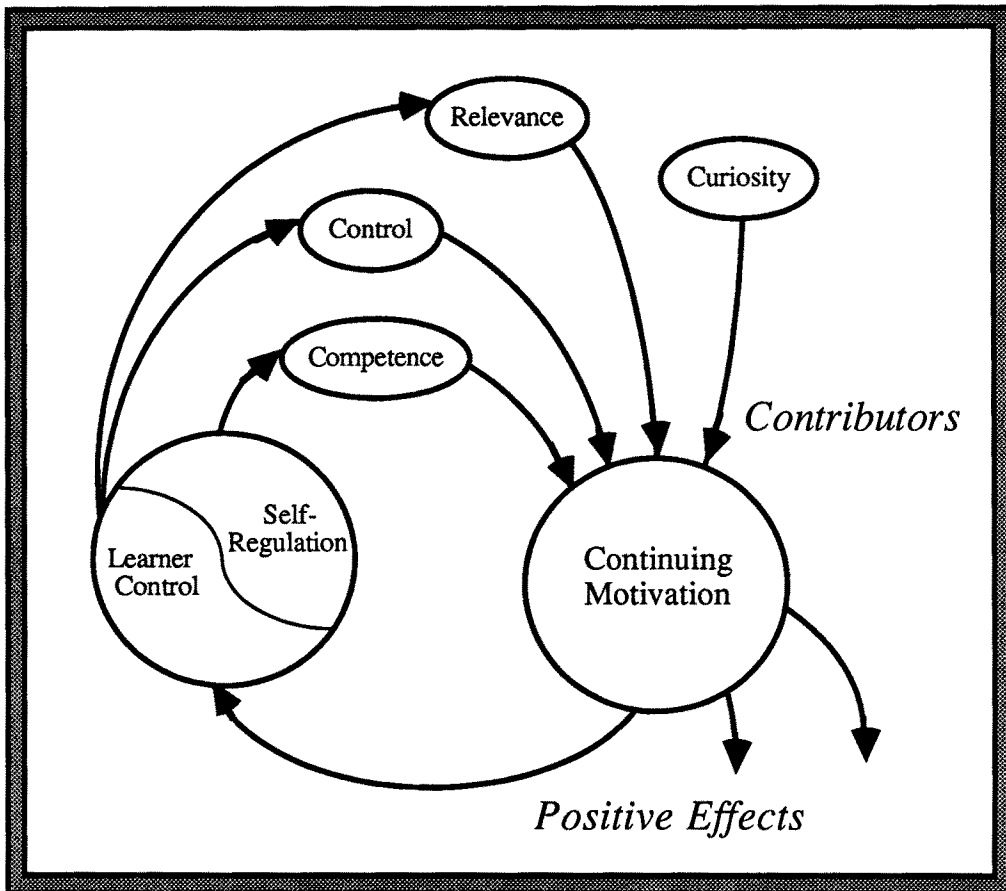 Relevance
Curiosity
Control
Competence
Contributors
Self-
Regulation
Learner
Control
Continuing
Motivation
Positive Effects